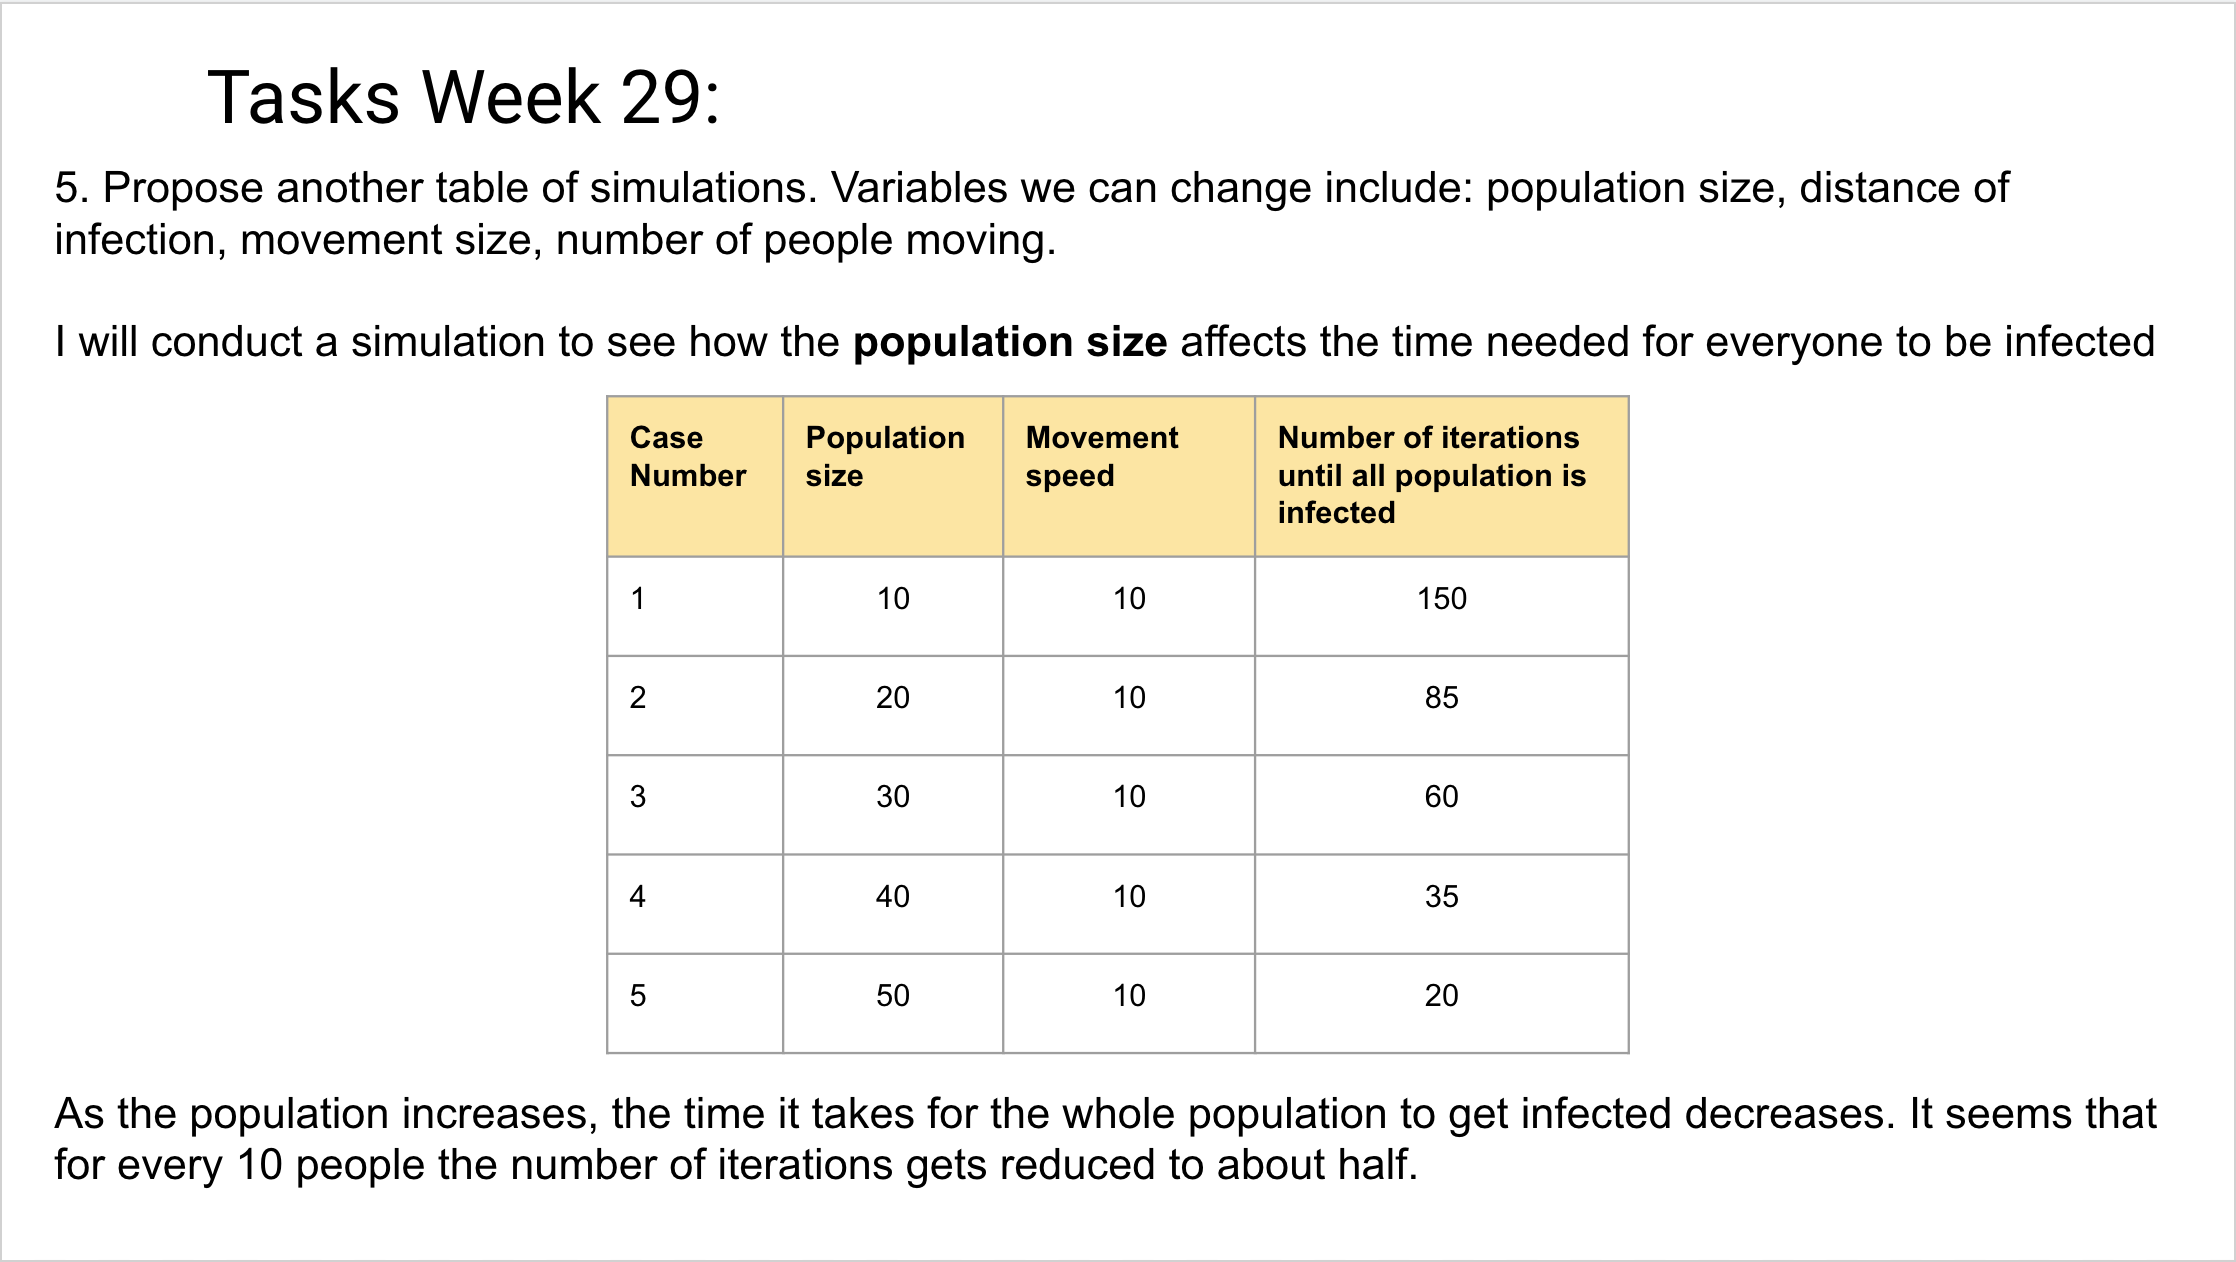 Tasks Week 29:
5. Propose another table of simulations. Variables we can change include: population size, distance of
infection, movement size, number of people moving.
I will conduct a simulation to see how the population size affects the time needed for everyone to be infected
Case Number | Population size | Movement speed | Number of iterations until all population is infected
1 | 10 | 10 | 150
2 | 20 | 10 | 85
3 | 30 | 10 | 60
4 | 40 | 10 | 35
5 | 50 | 10 | 20
As the population increases, the time it takes for the whole population to get infected decreases. It seems that
for every 10 people the number of iterations gets reduced to about half.